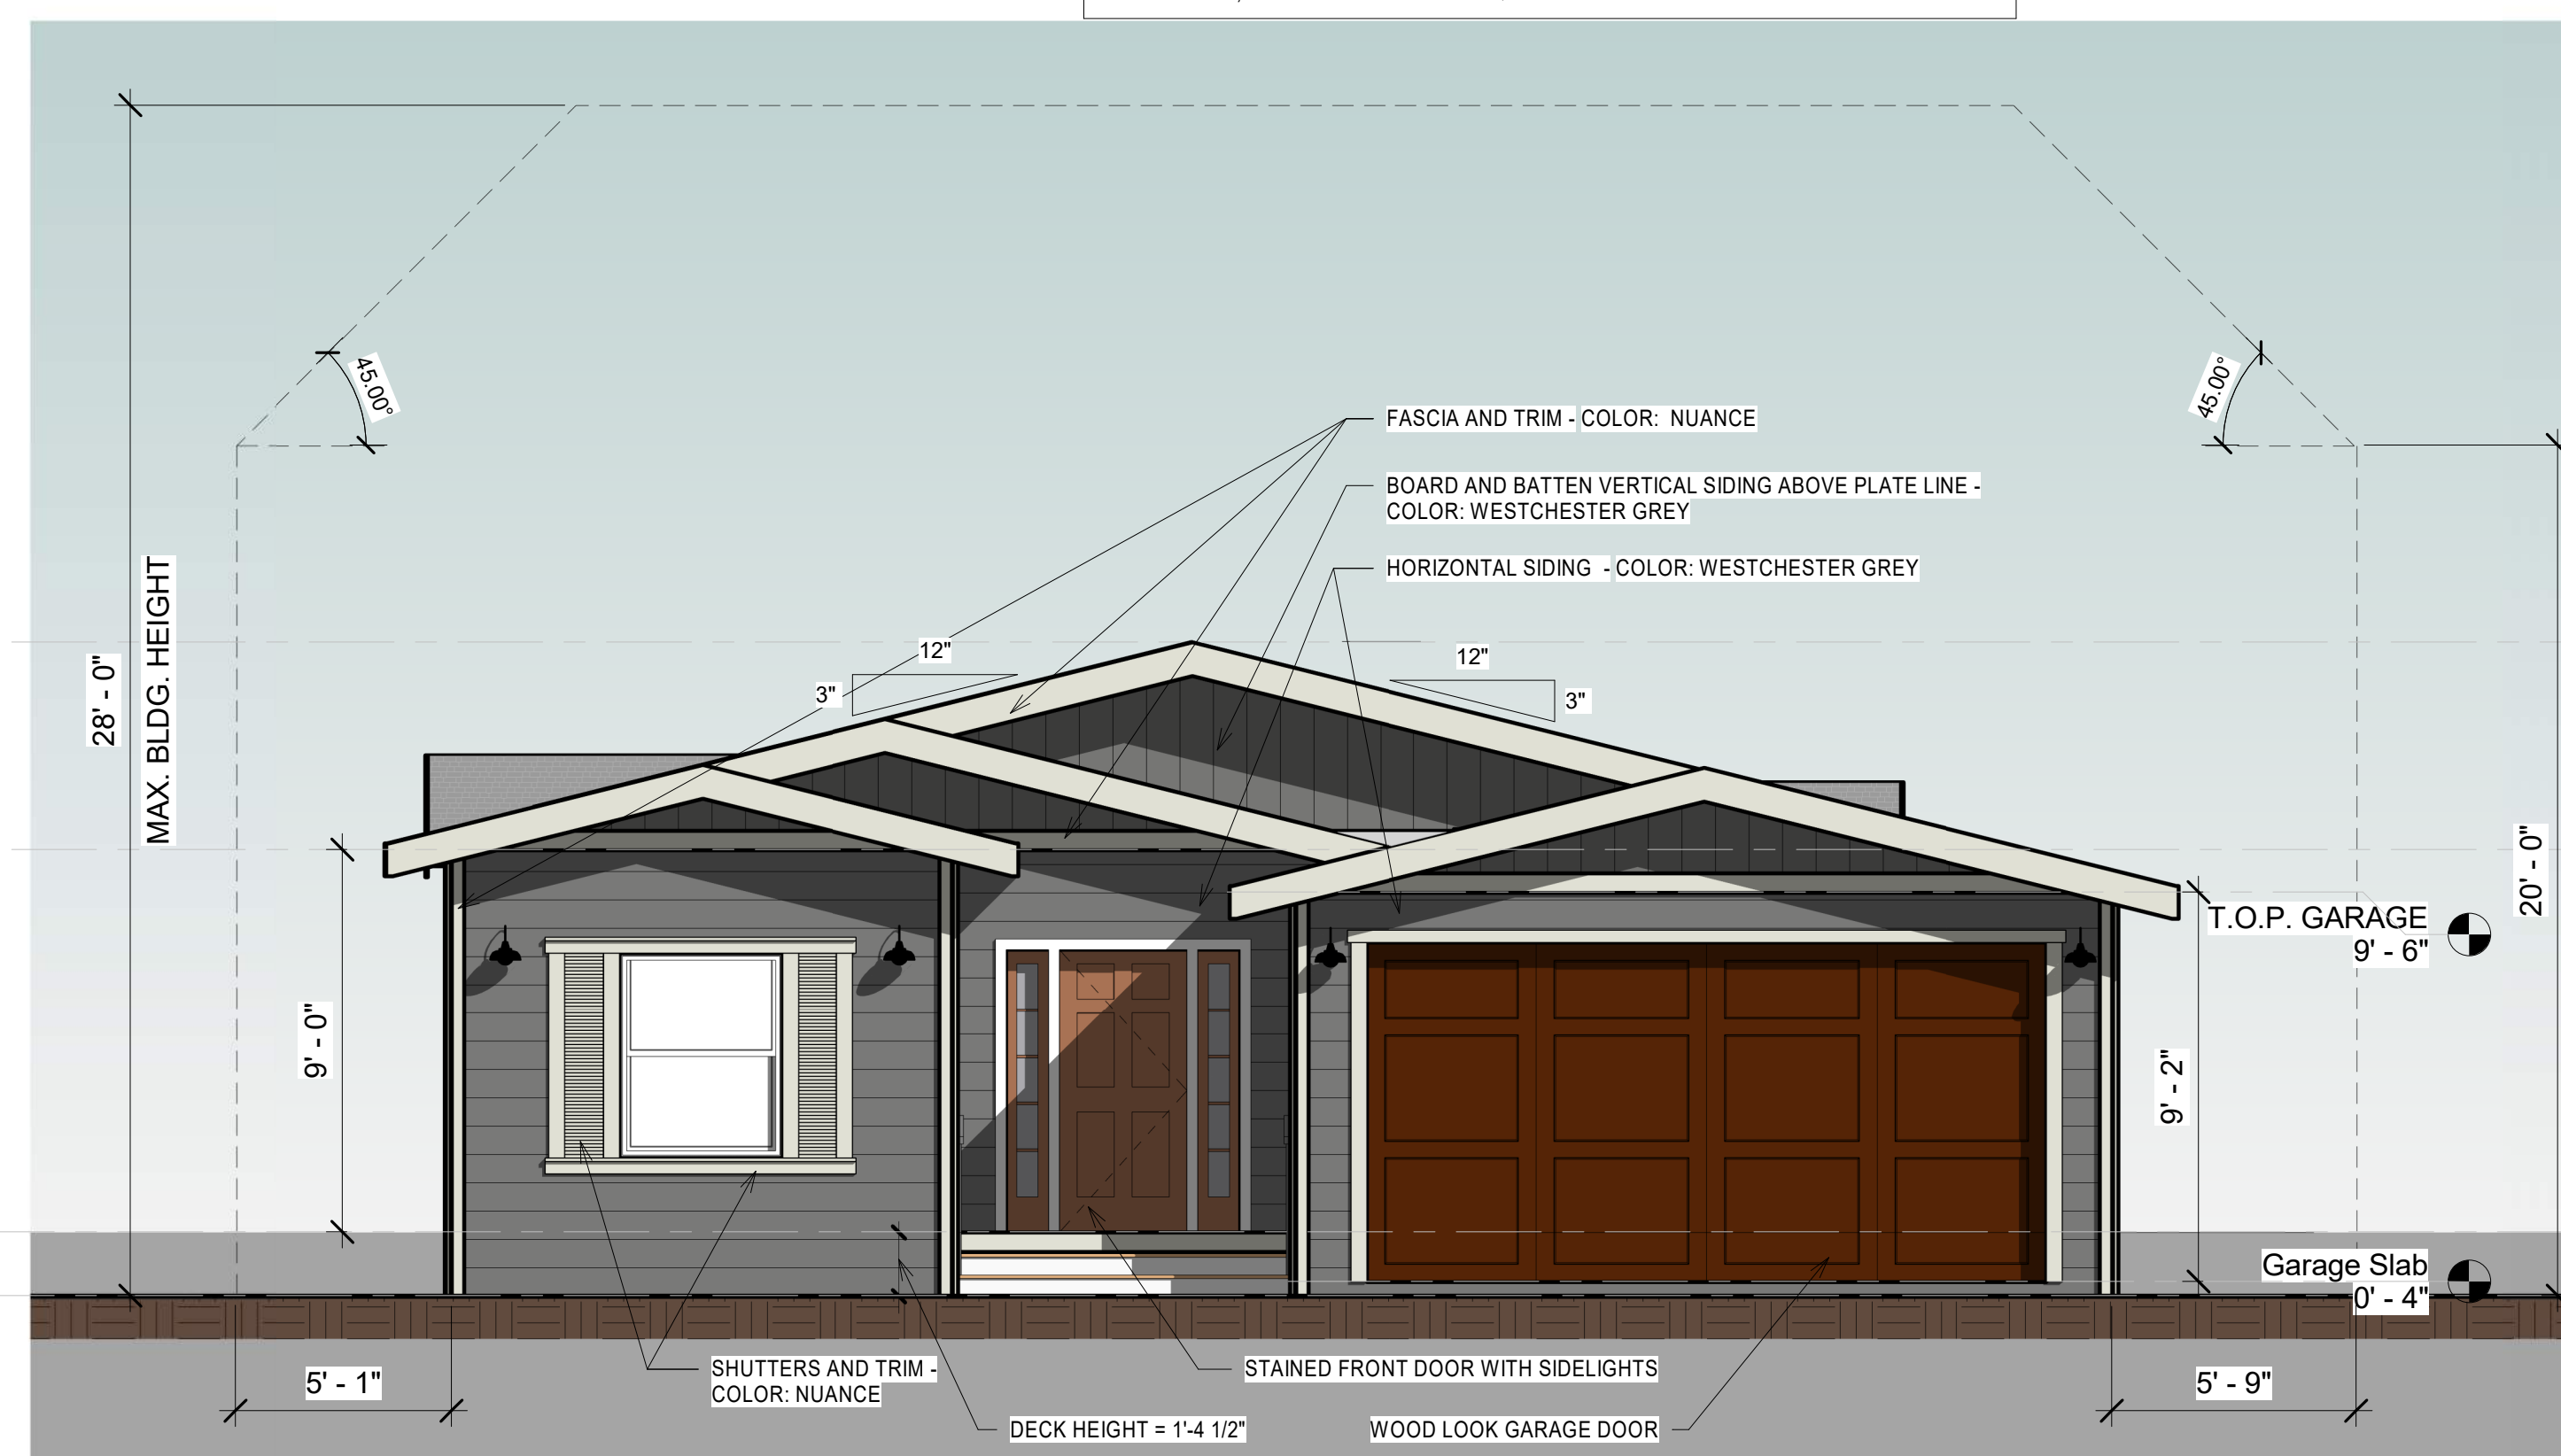 45.00°
45.00°
FASCIA AND TRIM - COLOR:  NUANCE
BOARD AND BATTEN VERTICAL SIDING ABOVE PLATE LINE -
COLOR: WESTCHESTER GREY
HORIZONTAL SIDING  - COLOR: WESTCHESTER GREY
28' - 0"
MAX. BLDG. HEIGHT
12"
3"
12"
3"
20' - 0"
T.O.P. GARAGE
9' - 6"
9' - 0"
9' - 2"
Garage Slab
0' - 4"
5' - 1"
SHUTTERS AND TRIM -
COLOR: NUANCE
STAINED FRONT DOOR WITH SIDELIGHTS
5' - 9"
DECK HEIGHT = 1'-4 1/2"
WOOD LOOK GARAGE DOOR